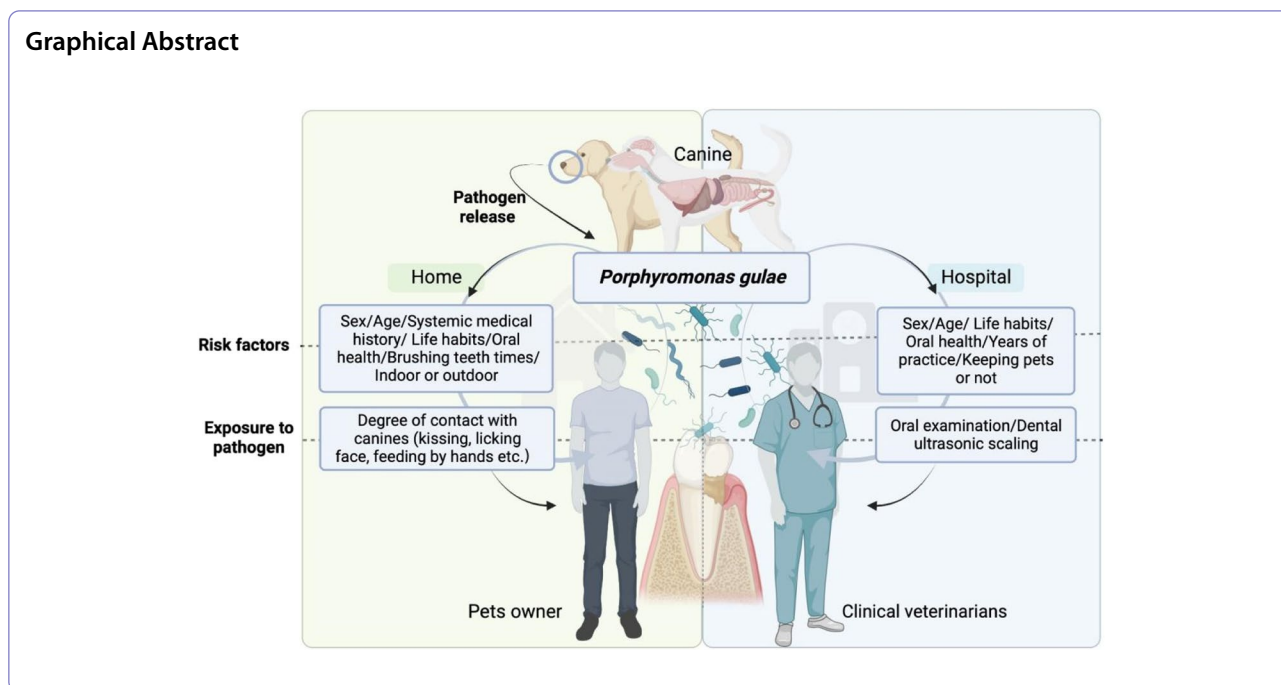 Graphical Abstract
Canine
Pathogen
release
Home
Porphyromonas gulae
Hospital
Risk factors
Sex/Age/Systemic medical
history/ Life habits/Oral
health/Brushing teeth times/
Indoor or outdoor
Sex/Age/ Life habits/
Oral health/Years of
practice/Keeping pets
or not
Exposure to
pathogen
Degree of contact with
canines (kissing, licking
face, feeding by hands etc.)
Oral examination/Dental
ultrasonic scaling
Pets owner
Clinical veterinarians